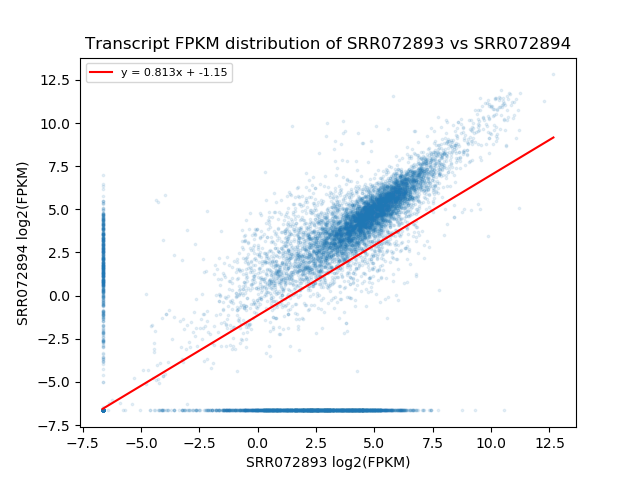 Transcript FPKM distribution of SRR072893 vs SRR072894
y = 0.813x + -1.15
12.5
10.0
7.5
5.0
2.5
0.0
−2.5
−5.0
−7.5
SRR072894 log2(FPKM)
−7.5 −5.0 −2.5 0.0 2.5 5.0 7.5 10.0 12.5
SRR072893 log2(FPKM)